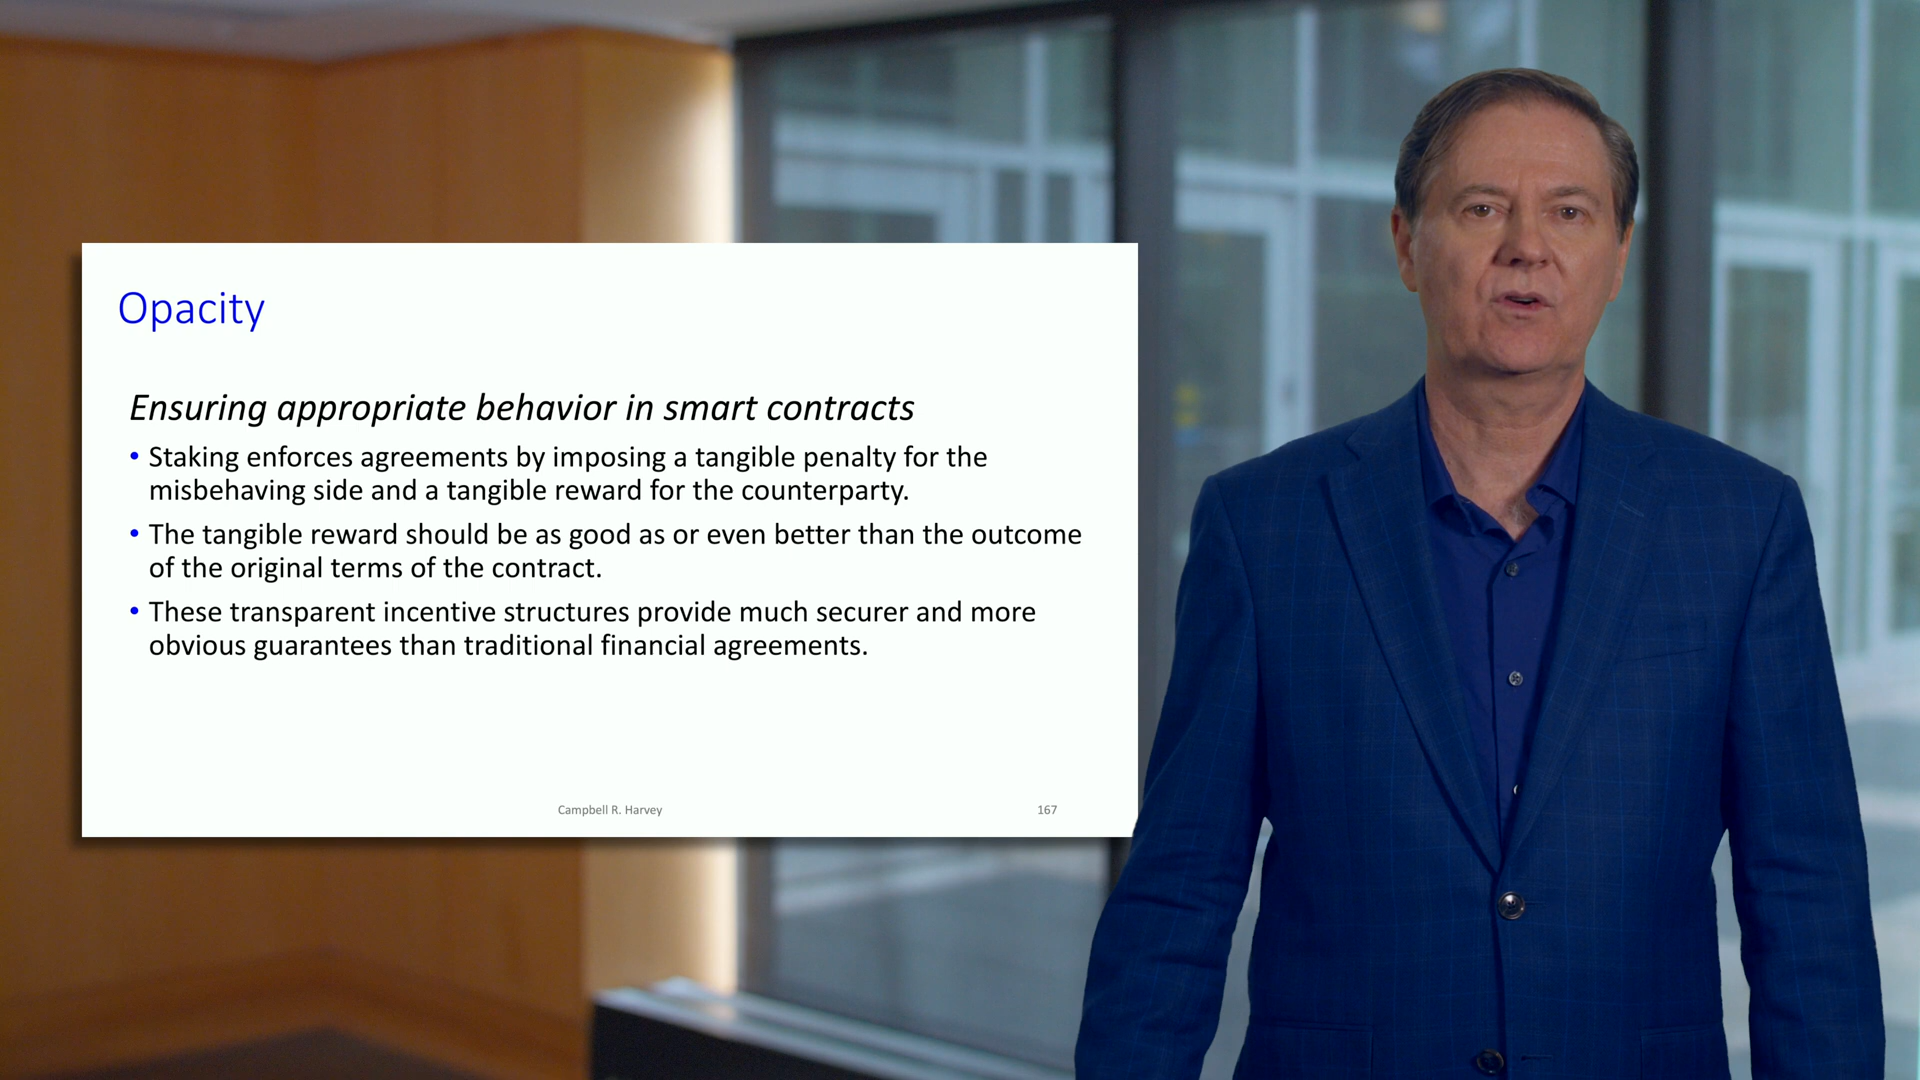 Opacity
Ensuring appropriate behavior in smart contracts
• Staking enforces agreements by imposing a tangible penalty for the
misbehaving side and a tangible reward for the counterparty.
• The tangible reward should be as good as or even better than the outcome
of the original terms of the contract.
• These transparent incentive structures provide much securer and more
obvious guarantees than traditional financial agreements.
Campbell R. Harvey
167